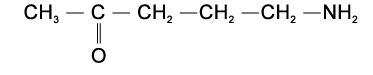 CH₃ — C — CH₂ — CH₂ — CH₂ — NH₂
O